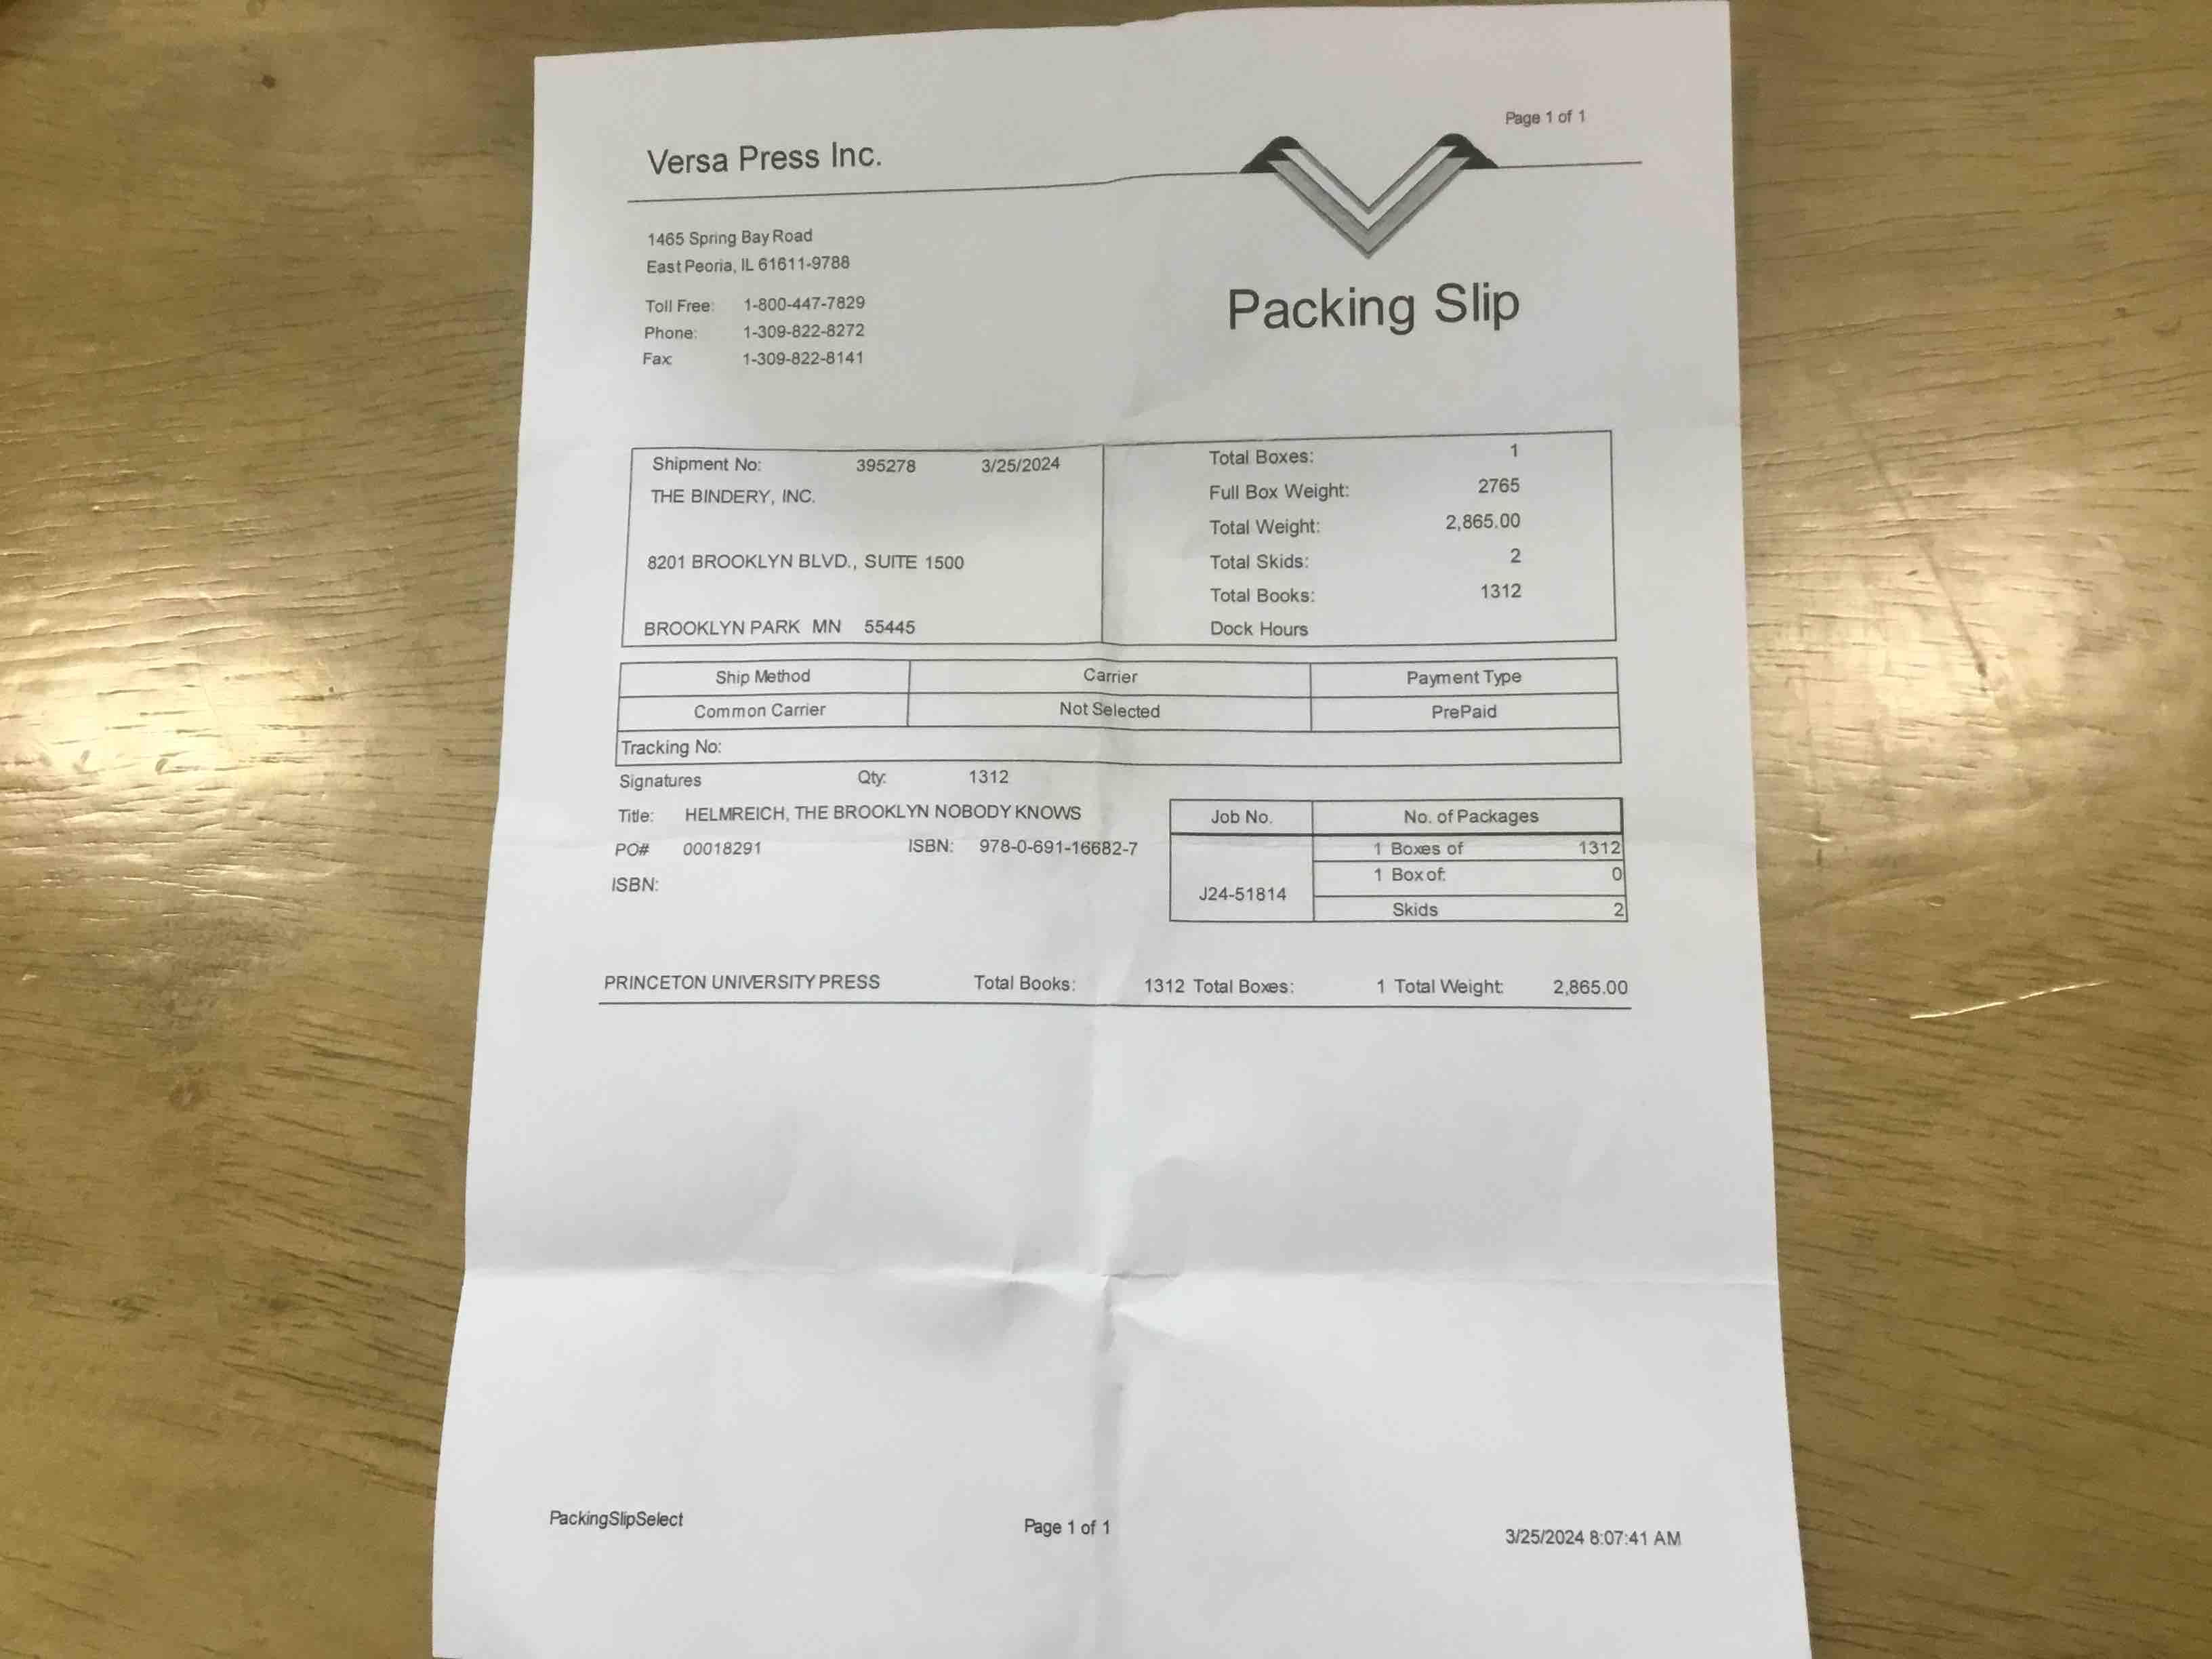 Page 1 of 1
Versa Press Inc.
1465 Spring Bay Road
East Peoria, IL 61611-9788
Toll Free: 1-800-447-7829
Phone: 1-309-822-8272
Fax: 1-309-822-8141
Packing Slip
Shipment No: 395278 3/25/2024
THE BINDERY, INC.
8201 BROOKLYN BLVD., SUITE 1500
BROOKLYN PARK MN 55445
Total Boxes: 1
Full Box Weight: 2765
Total Weight: 2,865.00
Total Skids: 2
Total Books: 1312
Dock Hours
Ship Method Carrier Payment Type
Common Carrier Not Selected PrePaid
Tracking No:
Signatures Qty: 1312
Title: HELMREICH, THE BROOKLYN NOBODY KNOWS
PO# 00018291 ISBN: 978-0-691-16682-7
ISBN:
Job No. No. of Packages
1 Boxes of 1312
1 Box of: 0
J24-51814
Skids 2
PRINCETON UNIVERSITY PRESS Total Books: 1312 Total Boxes: 1 Total Weight: 2,865.00
PackingSlipSelect Page 1 of 1 3/25/2024 8:07:41 AM